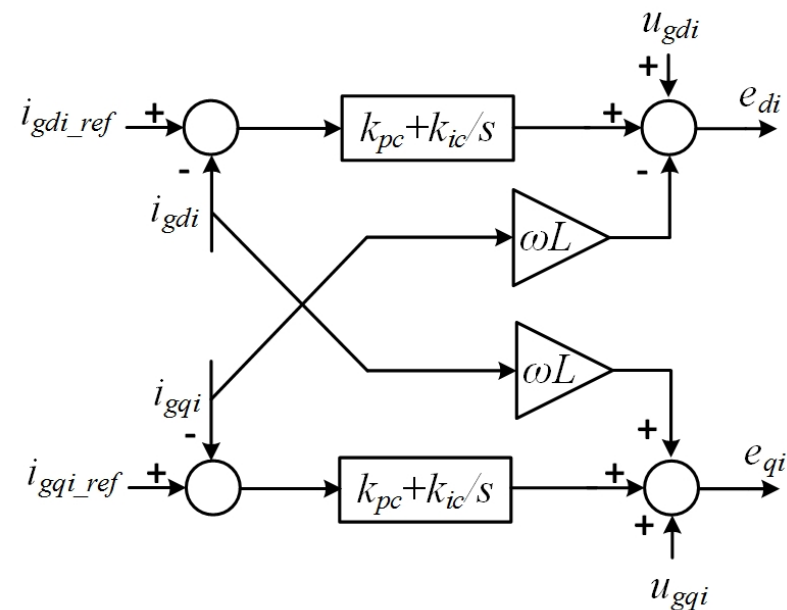 u_gdi
+
i_gdi_ref + k_pc+k_ic/s + e_di
- -
i_gdi ωL
ωL
i_gqi
- +
i_gqi_ref + k_pc+k_ic/s + e_qi
+
u_gqi